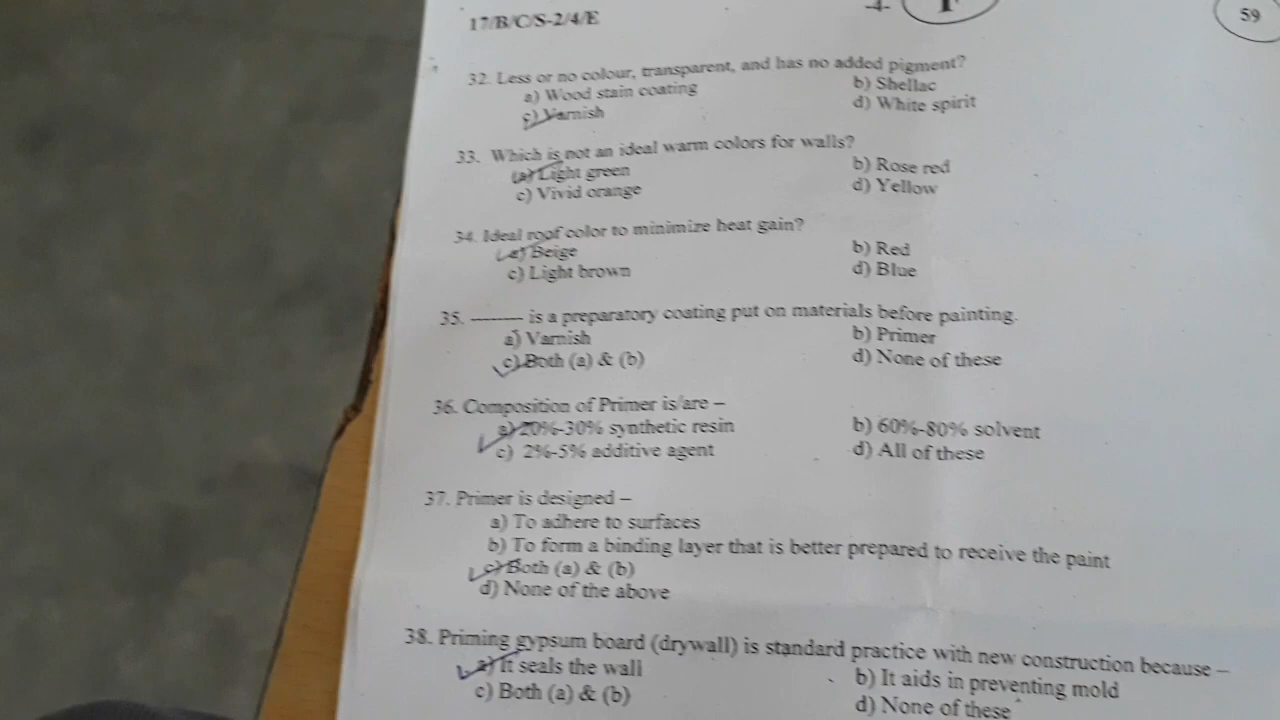 17/B/C/S-2/4/E
-4-
59
32. Less or no colour, transparent, and has no added pigment?
a) Wood stain coating b) Shellac
c) Varnish d) White spirit
33. Which is not an ideal warm colors for walls?
(a) Light green b) Rose red
c) Vivid orange d) Yellow
34. Ideal roof color to minimize heat gain?
a) Beige b) Red
c) Light brown d) Blue
35. -------- is a preparatory coating put on materials before painting.
a) Varnish b) Primer
c) Both (a) & (b) d) None of these
36. Composition of Primer is/are –
a) 20%-30% synthetic resin b) 60%-80% solvent
c) 2%-5% additive agent d) All of these
37. Primer is designed –
a) To adhere to surfaces
b) To form a binding layer that is better prepared to receive the paint
c) Both (a) & (b)
d) None of the above
38. Priming gypsum board (drywall) is standard practice with new construction because –
a) It seals the wall b) It aids in preventing mold
c) Both (a) & (b) d) None of these